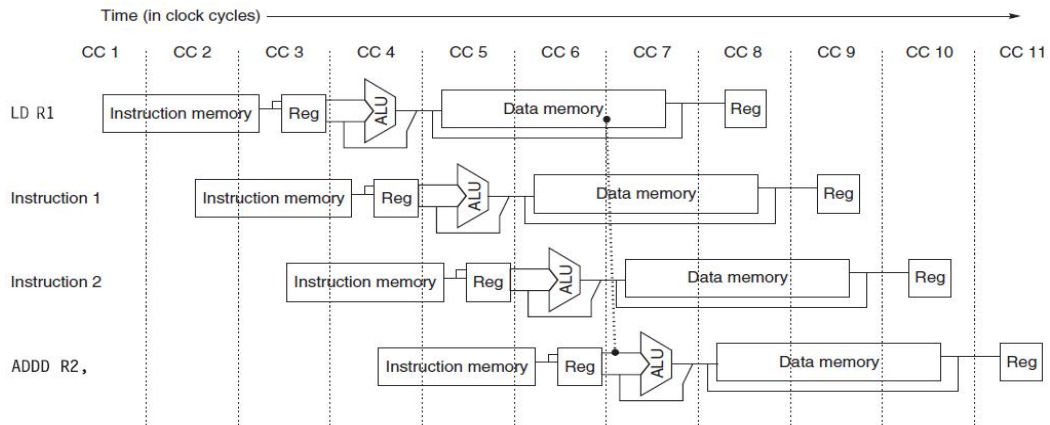 Time (in clock cycles)
CC 1 CC 2 CC 3 CC 4 CC 5 CC 6 CC 7 CC 8 CC 9 CC 10 CC 11
LD R1 Instruction memory Reg ALU Data memory Reg
Instruction 1 Instruction memory Reg ALU Data memory Reg
Instruction 2 Instruction memory Reg ALU Data memory Reg
ADDD R2, Instruction memory Reg ALU Data memory Reg